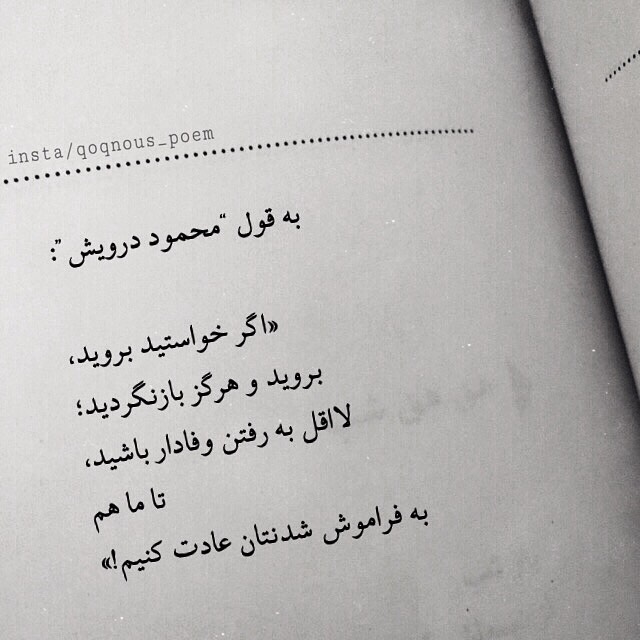 insta/qoqnous_poem
به قول “محمود درویش”:
«اگر خواستید بروید،
بروید و هرگز بازنگردید؛
لااقل به رفتن وفادار باشید،
تا ما هم
به فراموش شدنتان عادت کنیم!»